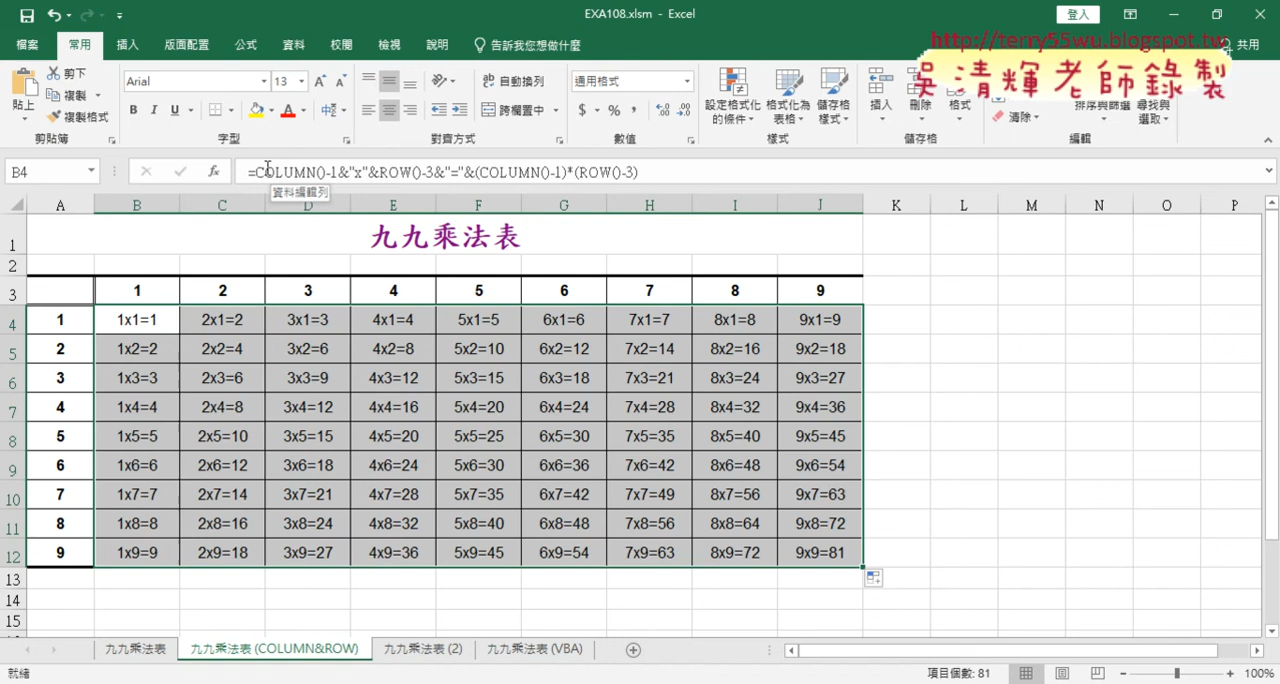 EXA108.xlsm - Excel
登入
檔案 常用 插入 版面配置 公式 資料 校閱 檢視 說明 告訴我您想做什麼 共用
http://terry55wu.blogspot.tw
吳清輝老師錄製
貼上 剪下 複製 複製格式 剪貼簿
Arial 13 B I U 字型
自動換列 跨欄置中 對齊方式
通用格式 $ % 數值
設定格式化的條件 格式化為表格 儲存格樣式 樣式
插入 刪除 格式 儲存格
清除 排序與篩選 尋找與選取 編輯
B4 fx =COLUMN()-1&"x"&ROW()-3&"="&(COLUMN()-1)*(ROW()-3)
資料編輯列
A B C D E F G H I J K L M N O P
1 九九乘法表
2
3 1 2 3 4 5 6 7 8 9
4 1 1x1=1 2x1=2 3x1=3 4x1=4 5x1=5 6x1=6 7x1=7 8x1=8 9x1=9
5 2 1x2=2 2x2=4 3x2=6 4x2=8 5x2=10 6x2=12 7x2=14 8x2=16 9x2=18
6 3 1x3=3 2x3=6 3x3=9 4x3=12 5x3=15 6x3=18 7x3=21 8x3=24 9x3=27
7 4 1x4=4 2x4=8 3x4=12 4x4=16 5x4=20 6x4=24 7x4=28 8x4=32 9x4=36
8 5 1x5=5 2x5=10 3x5=15 4x5=20 5x5=25 6x5=30 7x5=35 8x5=40 9x5=45
9 6 1x6=6 2x6=12 3x6=18 4x6=24 5x6=30 6x6=36 7x6=42 8x6=48 9x6=54
10 7 1x7=7 2x7=14 3x7=21 4x7=28 5x7=35 6x7=42 7x7=49 8x7=56 9x7=63
11 8 1x8=8 2x8=16 3x8=24 4x8=32 5x8=40 6x8=48 7x8=56 8x8=64 9x8=72
12 9 1x9=9 2x9=18 3x9=27 4x9=36 5x9=45 6x9=54 7x9=63 8x9=72 9x9=81
13
14
15
九九乘法表 九九乘法表 (COLUMN&ROW) 九九乘法表 (2) 九九乘法表 (VBA)
就緒 項目個數: 81 100%